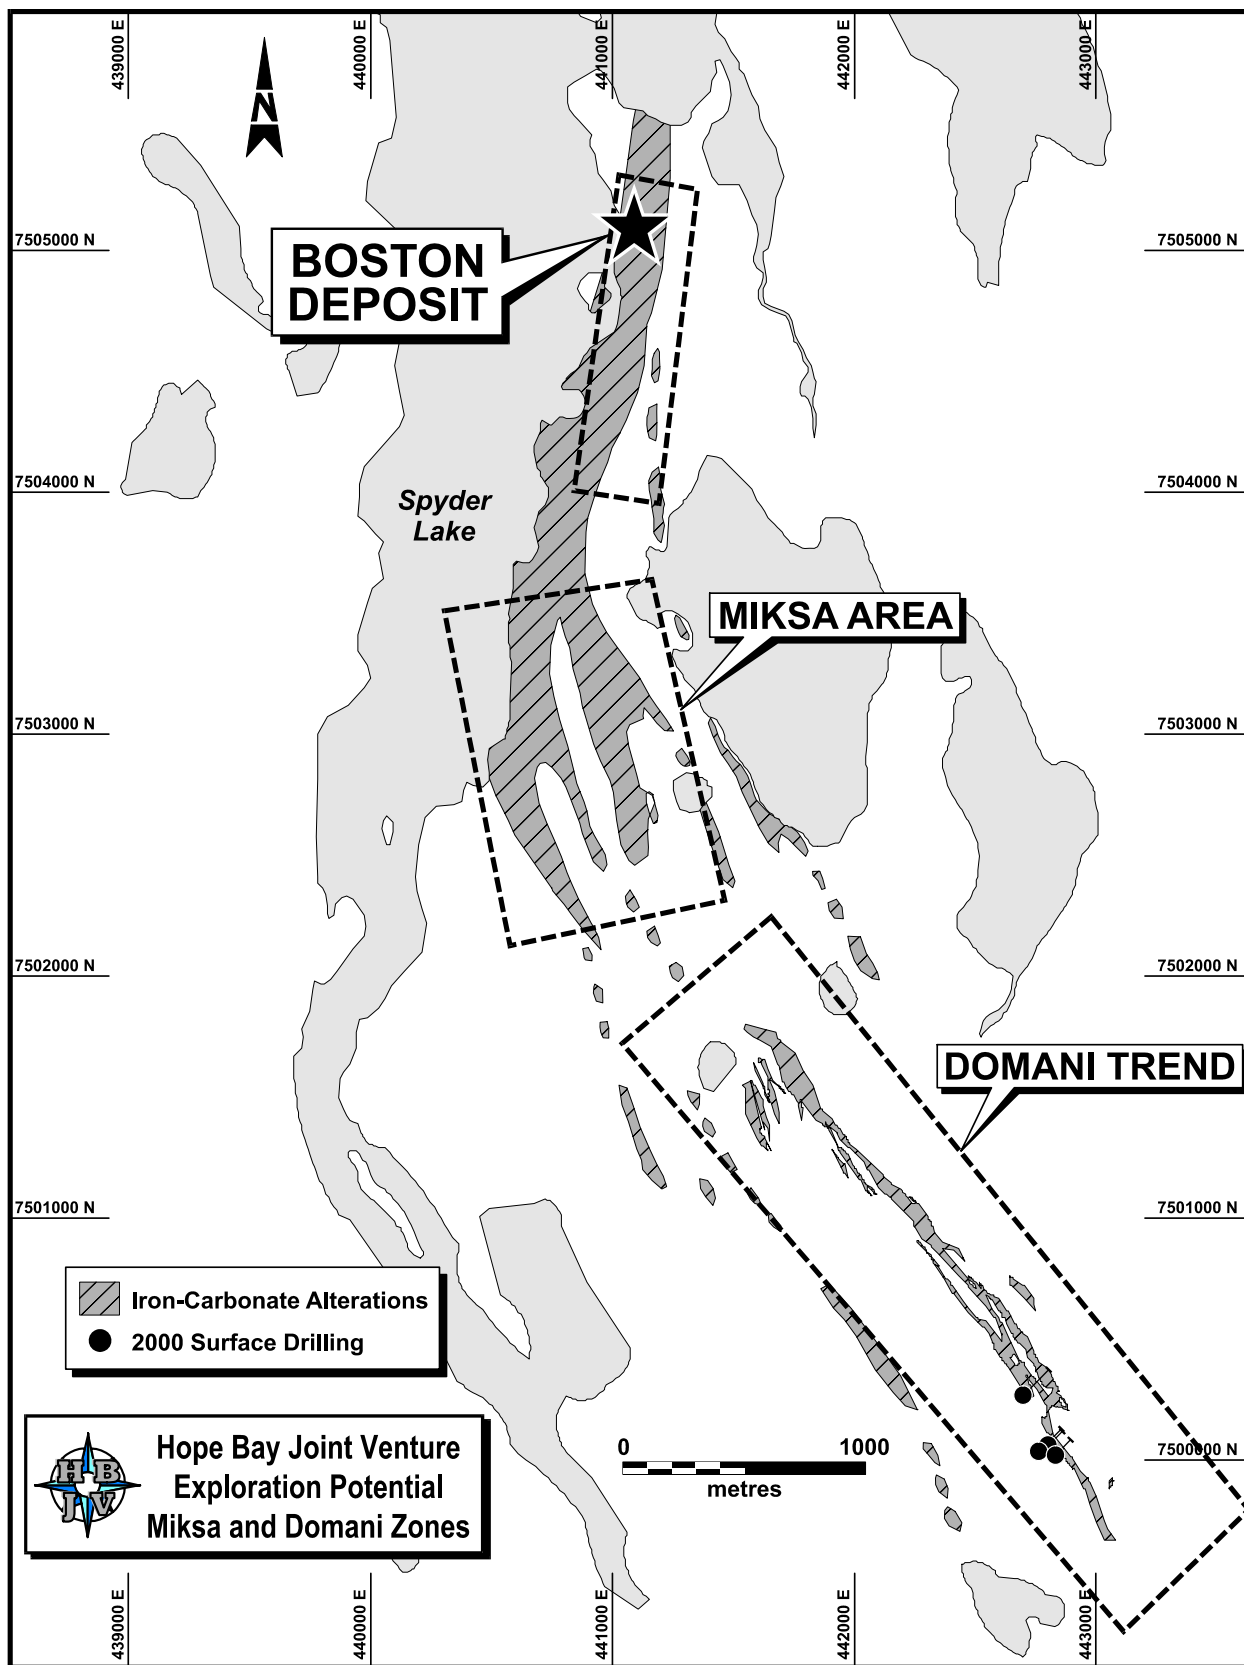 439000 E
440000 E
441000 E
442000 E
443000 E
N
7505000 N
7505000 N
BOSTON
DEPOSIT
7504000 N
7504000 N
Spyder
Lake
MIKSA AREA
7503000 N
7503000 N
7502000 N
7502000 N
DOMANI TREND
7501000 N
7501000 N
Iron-Carbonate Alterations
2000 Surface Drilling
0 1000
metres
7500000 N
H B
J V
Hope Bay Joint Venture
Exploration Potential
Miksa and Domani Zones
439000 E
440000 E
441000 E
442000 E
443000 E